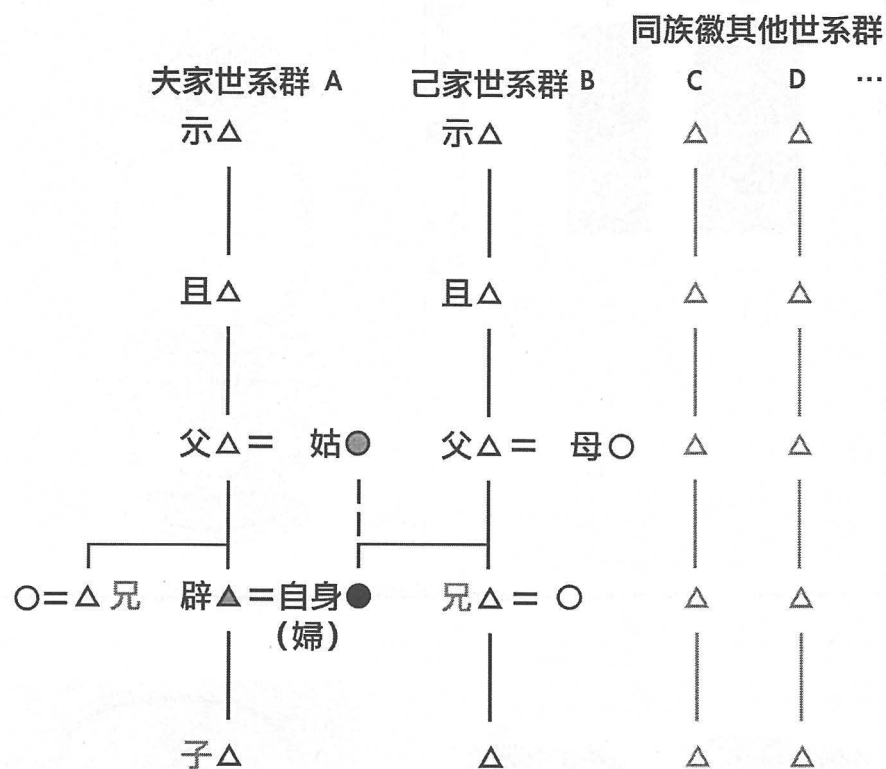 同族徽其他世系群
夫家世系群 A 己家世系群 B C D …
示 示
且 且
父 = 姑 父 = 母
= 兄 辟 = 自身 兄 =
(婦)
子